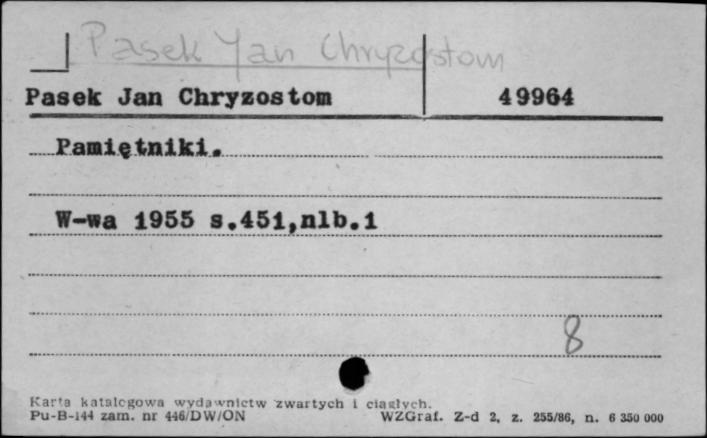 Pasek Jan Chryzostom
Pasek Jan Chryzostom 49964
Pamiętniki.
W-wa 1955 s.451,nlb.1
8
Karta katalogowa wydawnictw zwartych i ciągłych.
Pu-B-144 zam. nr 446/DW/ON WZGraf. Z-d 2, z. 255/86, n. 6 350 000